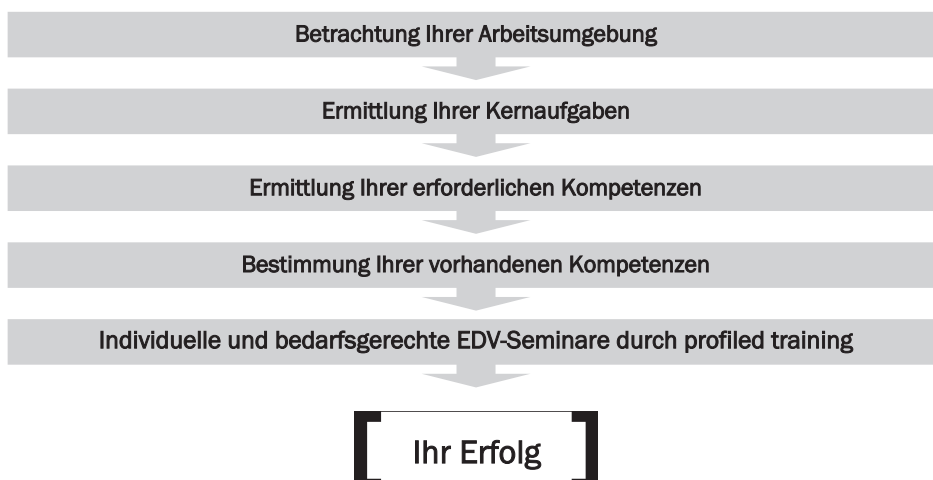 Betrachtung Ihrer Arbeitsumgebung
Ermittlung Ihrer Kernaufgaben
Ermittlung Ihrer erforderlichen Kompetenzen
Bestimmung Ihrer vorhandenen Kompetenzen
Individuelle und bedarfsgerechte EDV-Seminare durch profiled training
Ihr Erfolg